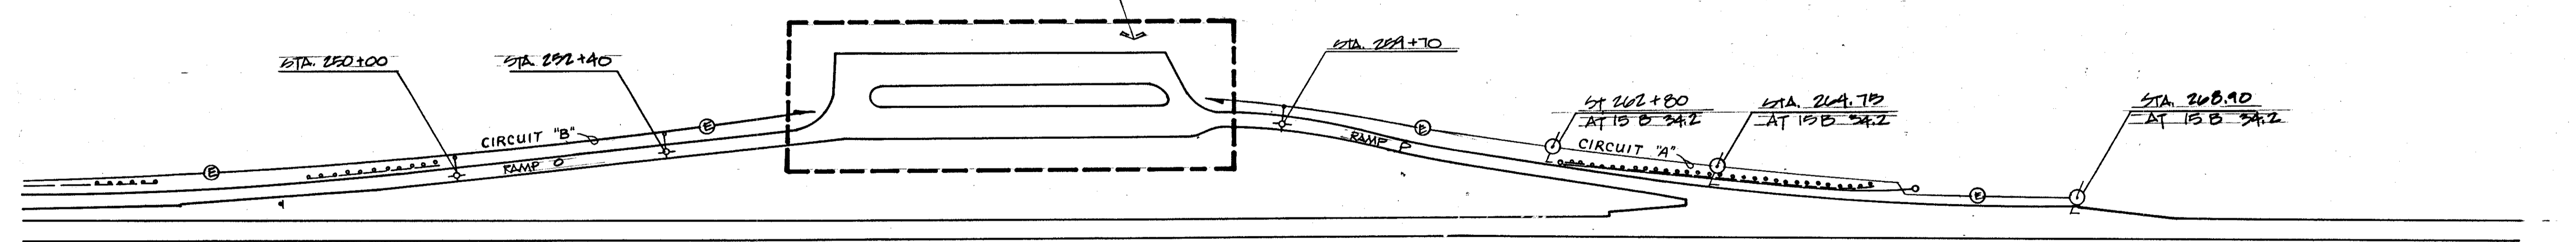 STA. 250+00
STA. 252+40
STA. 259+70
ST 262+80
AT 15 B 34.2
STA. 264.75
AT 15 B 34.2
STA. 268.90
AT 15 B 34.2
E
CIRCUIT "B"
E
RAMP O
E
RAMP P
CIRCUIT "A"
E